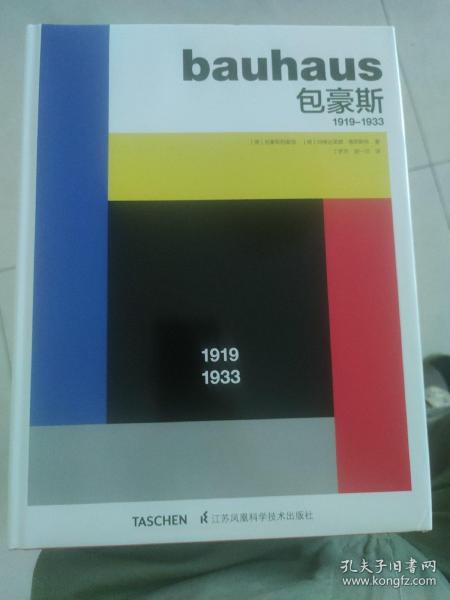 bauhaus
包豪斯
1919-1933
1919
1933
TASCHEN 江苏凤凰科学技术出版社
孔夫子旧书网
www.kongfz.com